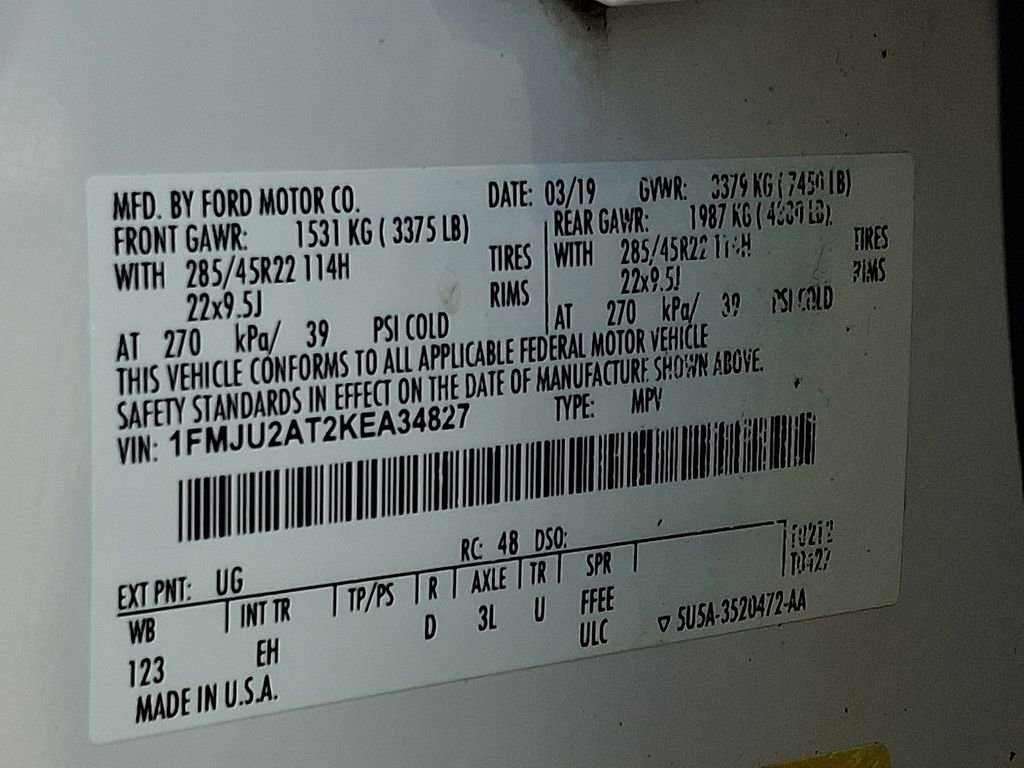 MFD. BY FORD MOTOR CO. DATE: 03/19 GVWR: 3379 KG ( 7450 LB)
FRONT GAWR: 1531 KG ( 3375 LB) REAR GAWR: 1987 KG ( LB).
WITH 285/45R22 114H TIRES WITH 285/45R22 114H TIRES
22x9.5J RIMS 22x9.5J RIMS
AT 270 kPa/ 39 PSI COLD AT 270 kPa/ 39 PSI COLD
THIS VEHICLE CONFORMS TO ALL APPLICABLE FEDERAL MOTOR VEHICLE
SAFETY STANDARDS IN EFFECT ON THE DATE OF MANUFACTURE SHOWN ABOVE.
VIN: 1FMJU2AT2KEA34827 TYPE: MPV
RC: 48 DSO:
EXT PNT: UG
WB INT TR TP/PS R AXLE TR SPR
123 EH D 3L U FFEE
ULC ▽ 5U5A-3520472-AA
MADE IN U.S.A.